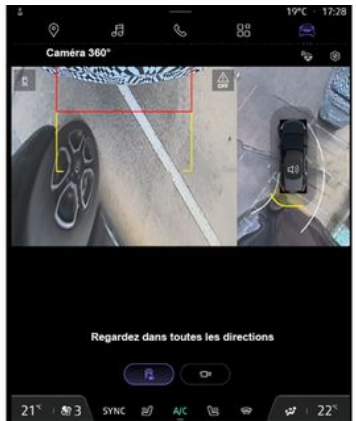 19°C · 17:28
Caméra 360°
OFF
Regardez dans toutes les directions
21° 3 SYNC A/C 22°